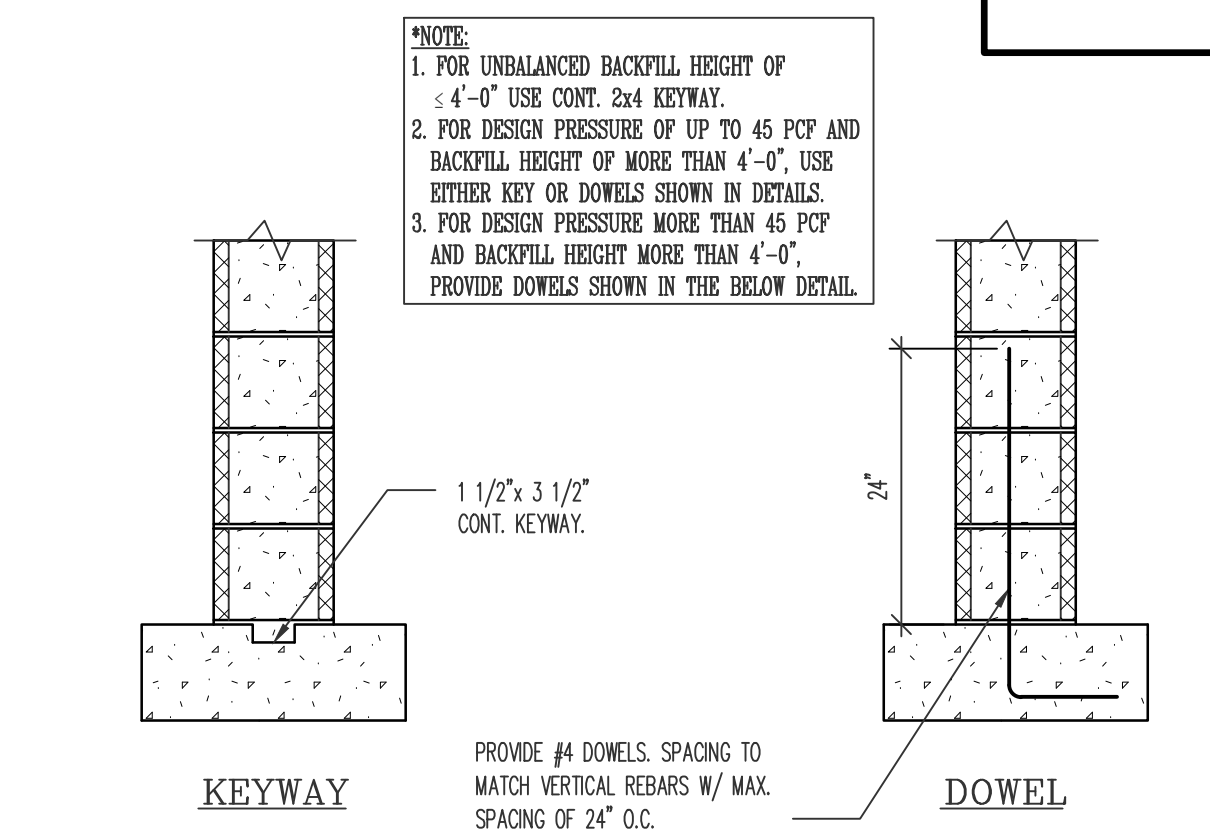 *NOTE:
1. FOR UNBALANCED BACKFILL HEIGHT OF
≤ 4'-0" USE CONT. 2x4 KEYWAY.
2. FOR DESIGN PRESSURE OF UP TO 45 PCF AND
BACKFILL HEIGHT OF MORE THAN 4'-0", USE
EITHER KEY OR DOWELS SHOWN IN DETAILS.
3. FOR DESIGN PRESSURE MORE THAN 45 PCF
AND BACKFILL HEIGHT MORE THAN 4'-0",
PROVIDE DOWELS SHOWN IN THE BELOW DETAIL.
1 1/2"x 3 1/2"
CONT. KEYWAY.
24"
PROVIDE #4 DOWELS. SPACING TO
MATCH VERTICAL REBARS W/ MAX.
SPACING OF 24" O.C.
KEYWAY
DOWEL